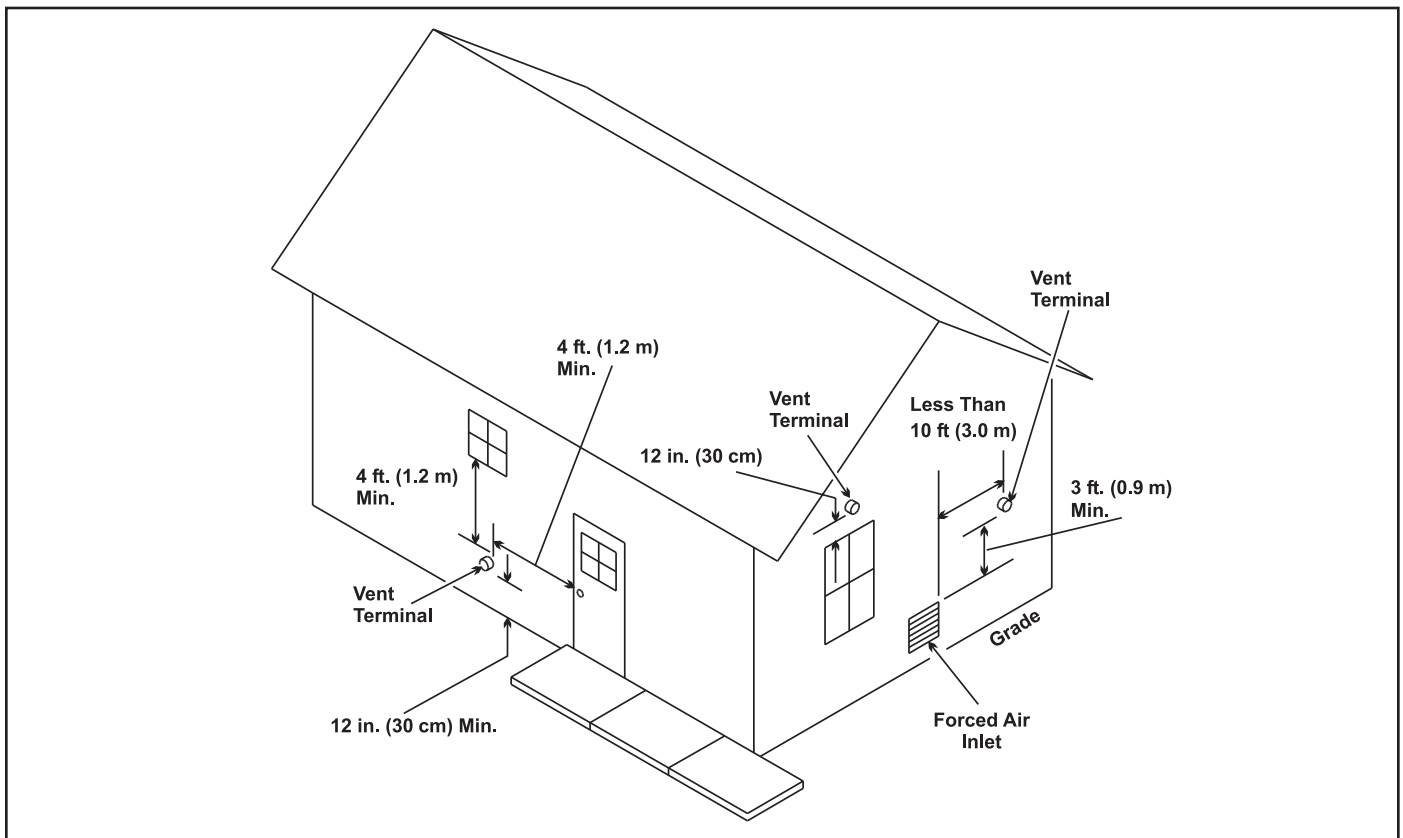 Vent
Terminal
4 ft. (1.2 m)
Min.
Vent
Terminal
Less Than
10 ft (3.0 m)
12 in. (30 cm)
4 ft. (1.2 m)
Min.
3 ft. (0.9 m)
Min.
Vent
Terminal
Grade
12 in. (30 cm) Min.
Forced Air
Inlet